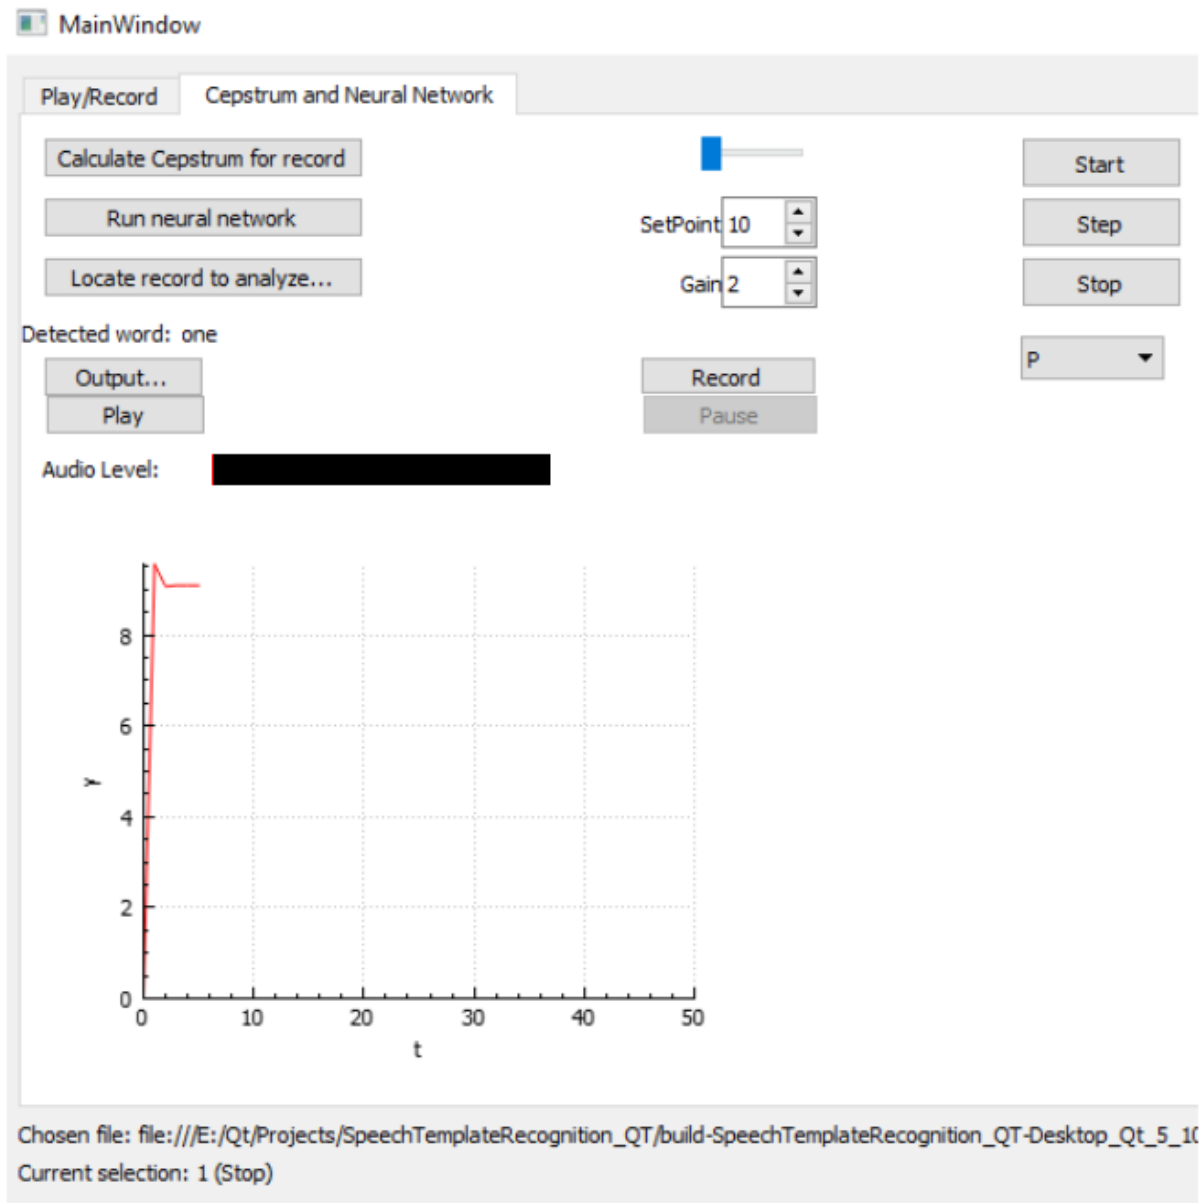 MainWindow
Play/Record Cepstrum and Neural Network
Calculate Cepstrum for record Start
Run neural network SetPoint 10 Step
Locate record to analyze... Gain 2 Stop
Detected word: one
P
Output... Record
Play Pause
Audio Level:
8
6
Y
4
2
0
0 10 20 30 40 50
t
Chosen file: file:///E:/Qt/Projects/SpeechTemplateRecognition_QT/build-SpeechTemplateRecognition_QT-Desktop_Qt_5_10
Current selection: 1 (Stop)